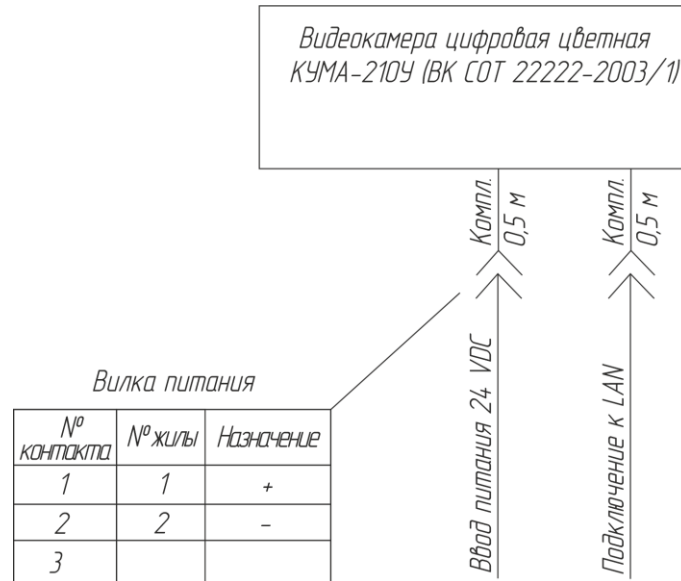 Видеокамера цифровая цветная
КУМА-210У (ВК СОТ 22222-2003/1)
Компл.
0,5 м
Компл.
0,5 м
Ввод питания 24 VDC
Подключение к LAN
Вилка питания
№ контакта № жилы Назначение
1 1 +
2 2 -
3